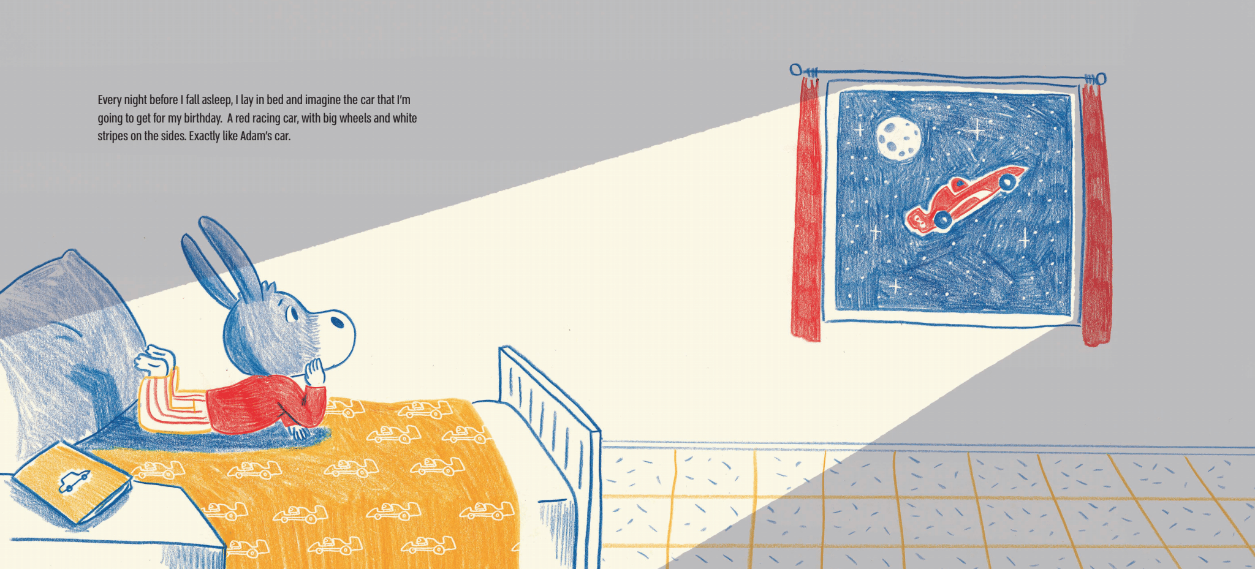 Every night before I fall asleep, I lay in bed and imagine the car that I'm
going to get for my birthday.  A red racing car, with big wheels and white
stripes on the sides. Exactly like Adam's car.